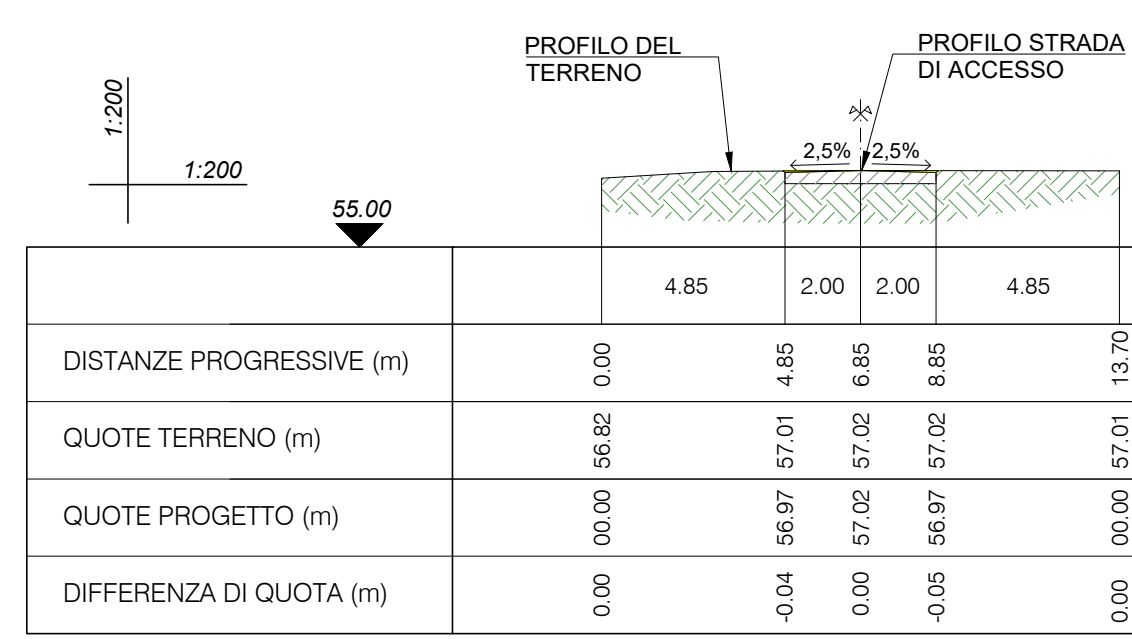 PROFILO DEL
TERRENO
PROFILO STRADA
DI ACCESSO
1:200
1:200
2,5% 2,5%
55.00
4.85 2.00 2.00 4.85
DISTANZE PROGRESSIVE (m) 0.00 4.85 6.85 8.85 13.70
QUOTE TERRENO (m) 56.82 57.01 57.02 57.02 57.01
QUOTE PROGETTO (m) 00.00 56.97 57.02 56.97 00.00
DIFFERENZA DI QUOTA (m) 0.00 -0.04 0.00 -0.05 0.00